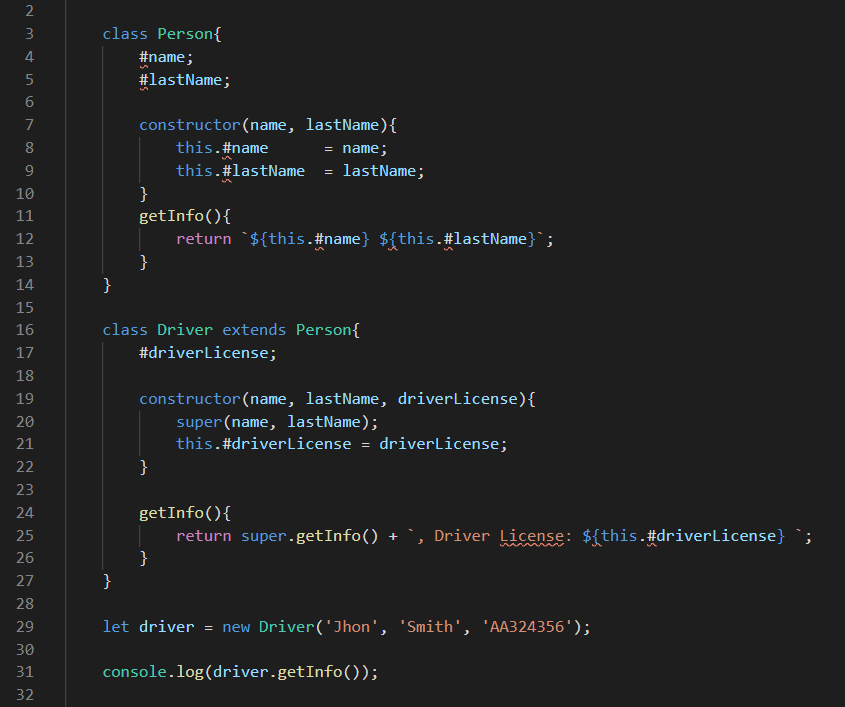 2
3 class Person{
4 #name;
5 #lastName;
6
7 constructor(name, lastName){
8 this.#name      = name;
9 this.#lastName  = lastName;
10 }
11 getInfo(){
12 return `${this.#name} ${this.#lastName}`;
13 }
14 }
15
16 class Driver extends Person{
17 #driverLicense;
18
19 constructor(name, lastName, driverLicense){
20 super(name, lastName);
21 this.#driverLicense = driverLicense;
22 }
23
24 getInfo(){
25 return super.getInfo() + `, Driver License: ${this.#driverLicense} `;
26 }
27 }
28
29 let driver = new Driver('Jhon', 'Smith', 'AA324356');
30
31 console.log(driver.getInfo());
32